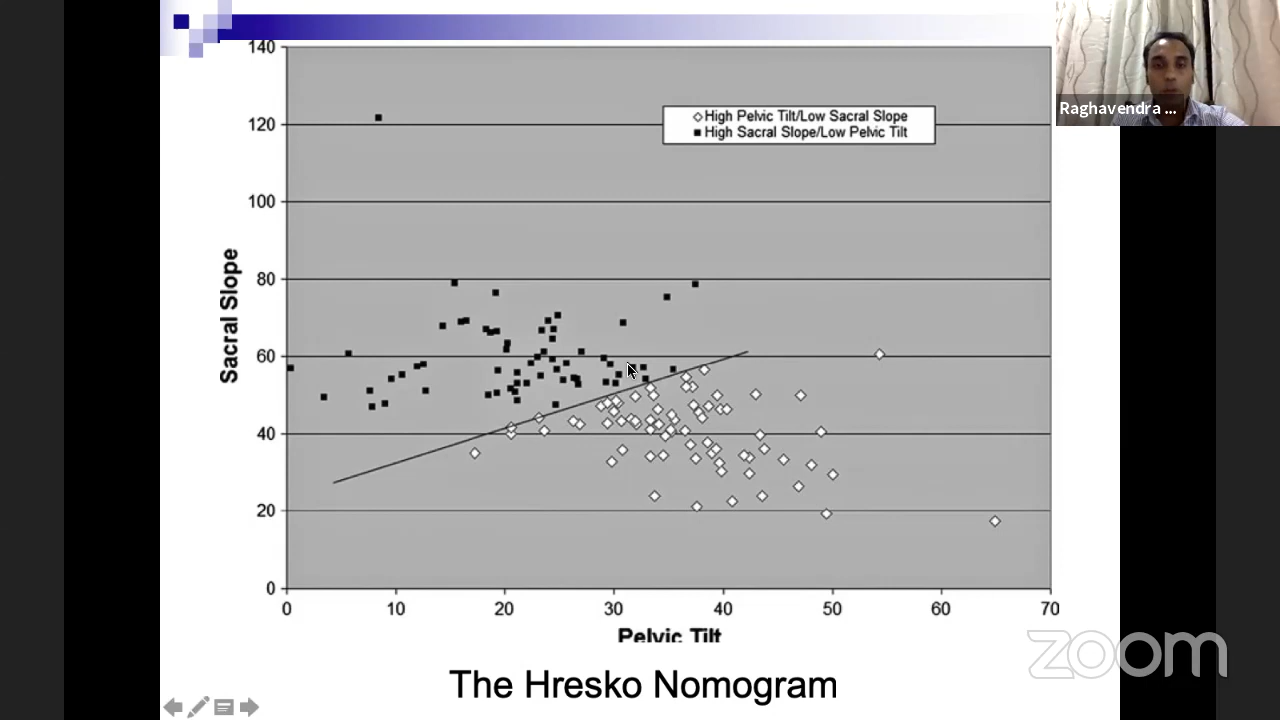 140
120
100
80
60
40
20
0
Sacral Slope
High Pelvic Tilt/Low Sacral Slope
High Sacral Slope/Low Pelvic Tilt
0 10 20 30 40 50 60 70
Pelvic Tilt
The Hresko Nomogram
Raghavendra ...
zoom